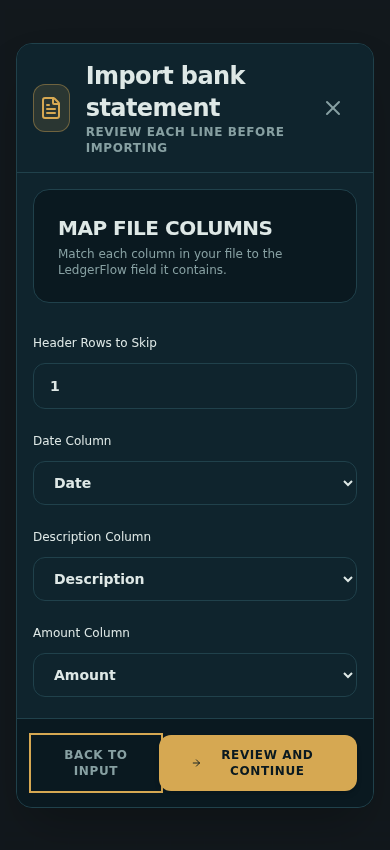 Import bank
statement
REVIEW EACH LINE BEFORE
IMPORTING
MAP FILE COLUMNS
Match each column in your file to the
LedgerFlow field it contains.
Header Rows to Skip
1
Date Column
Date
Description Column
Description
Amount Column
Amount
BACK TO
INPUT
REVIEW AND
CONTINUE